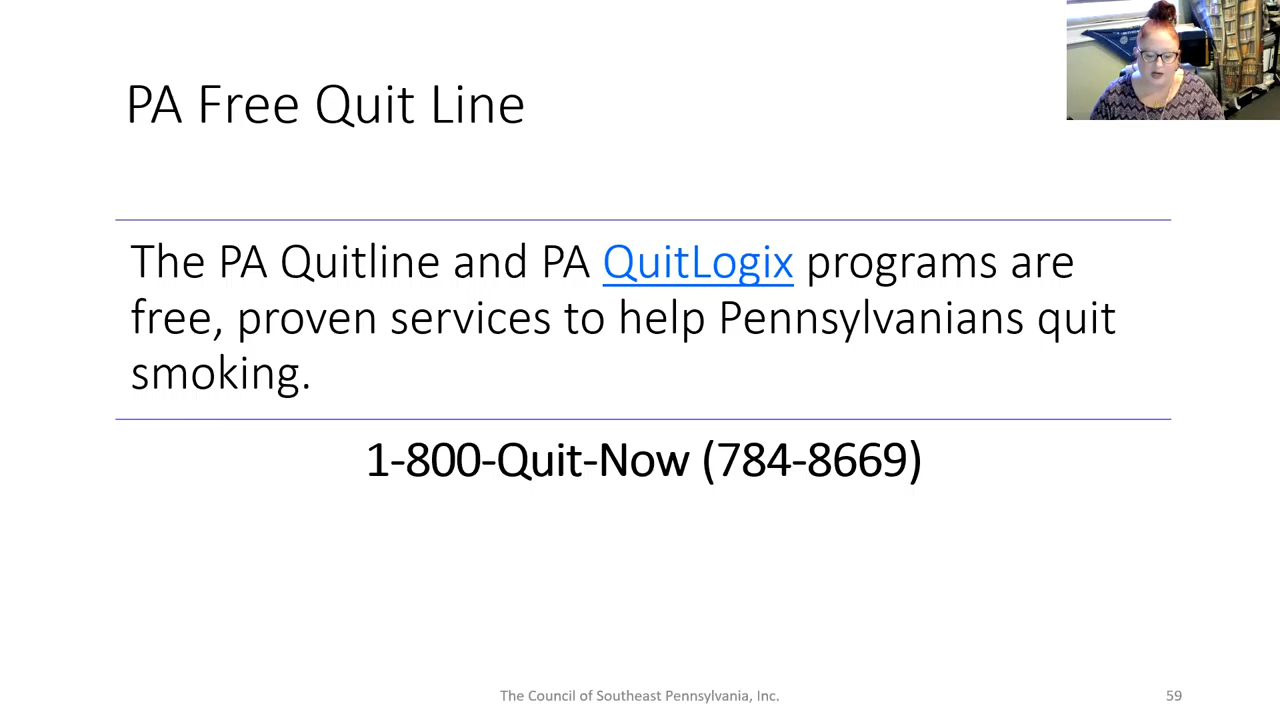 PA Free Quit Line
The PA Quitline and PA QuitLogix programs are
free, proven services to help Pennsylvanians quit
smoking.
1-800-Quit-Now (784-8669)
The Council of Southeast Pennsylvania, Inc.
59